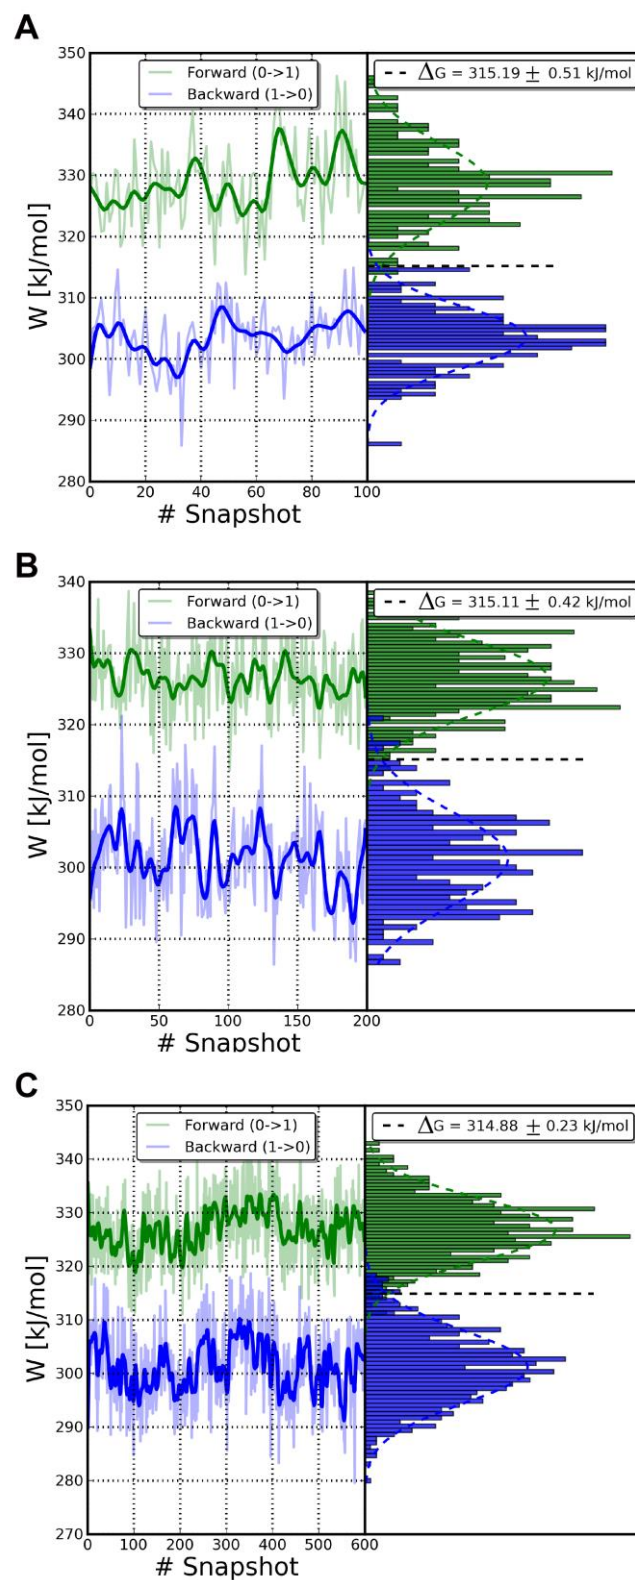 A
350
340
330
320
310
300
290
280
W [kJ/mol]
Forward (0->1)
Backward (1->0)
ΔG = 315.19 ± 0.51 kJ/mol
0 20 40 60 80 100
# Snapshot
B
340
330
320
310
300
290
280
W [kJ/mol]
Forward (0->1)
Backward (1->0)
ΔG = 315.11 ± 0.42 kJ/mol
0 50 100 150 200
# Snapshot
C
350
340
330
320
310
300
290
280
270
W [kJ/mol]
Forward (0->1)
Backward (1->0)
ΔG = 314.88 ± 0.23 kJ/mol
0 100 200 300 400 500 600
# Snapshot